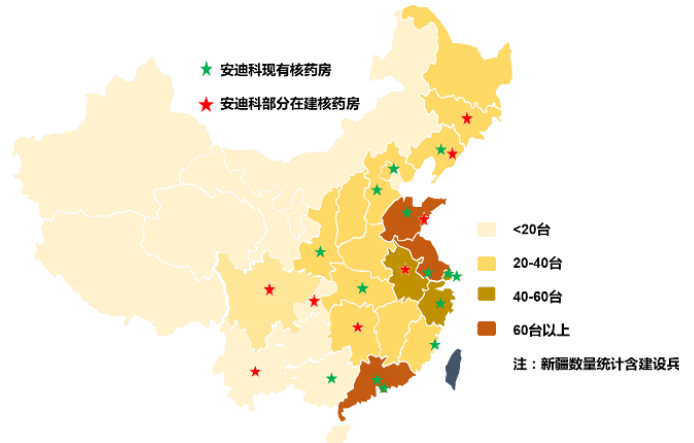 安迪科现有核药房
安迪科部分在建核药房
<20台
20-40台
40-60台
60台以上
注：新疆数量统计含建设兵